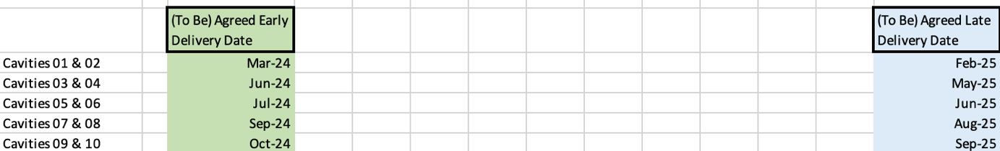 (To Be) Agreed Early
Delivery Date
(To Be) Agreed Late
Delivery Date
Cavities 01 & 02 Mar-24 Feb-25
Cavities 03 & 04 Jun-24 May-25
Cavities 05 & 06 Jul-24 Jun-25
Cavities 07 & 08 Sep-24 Aug-25
Cavities 09 & 10 Oct-24 Sep-25